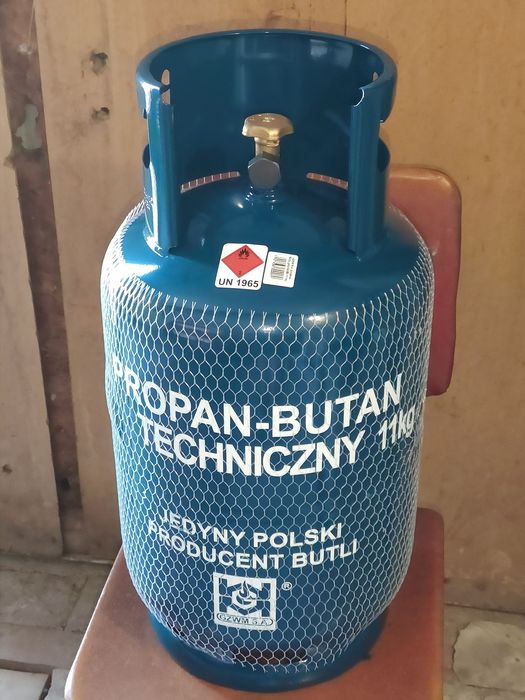 UN 1965
PROPAN-BUTAN
TECHNICZNY 11kg
JEDYNY POLSKI
PRODUCENT BUTLI
®
GZWM S.A.